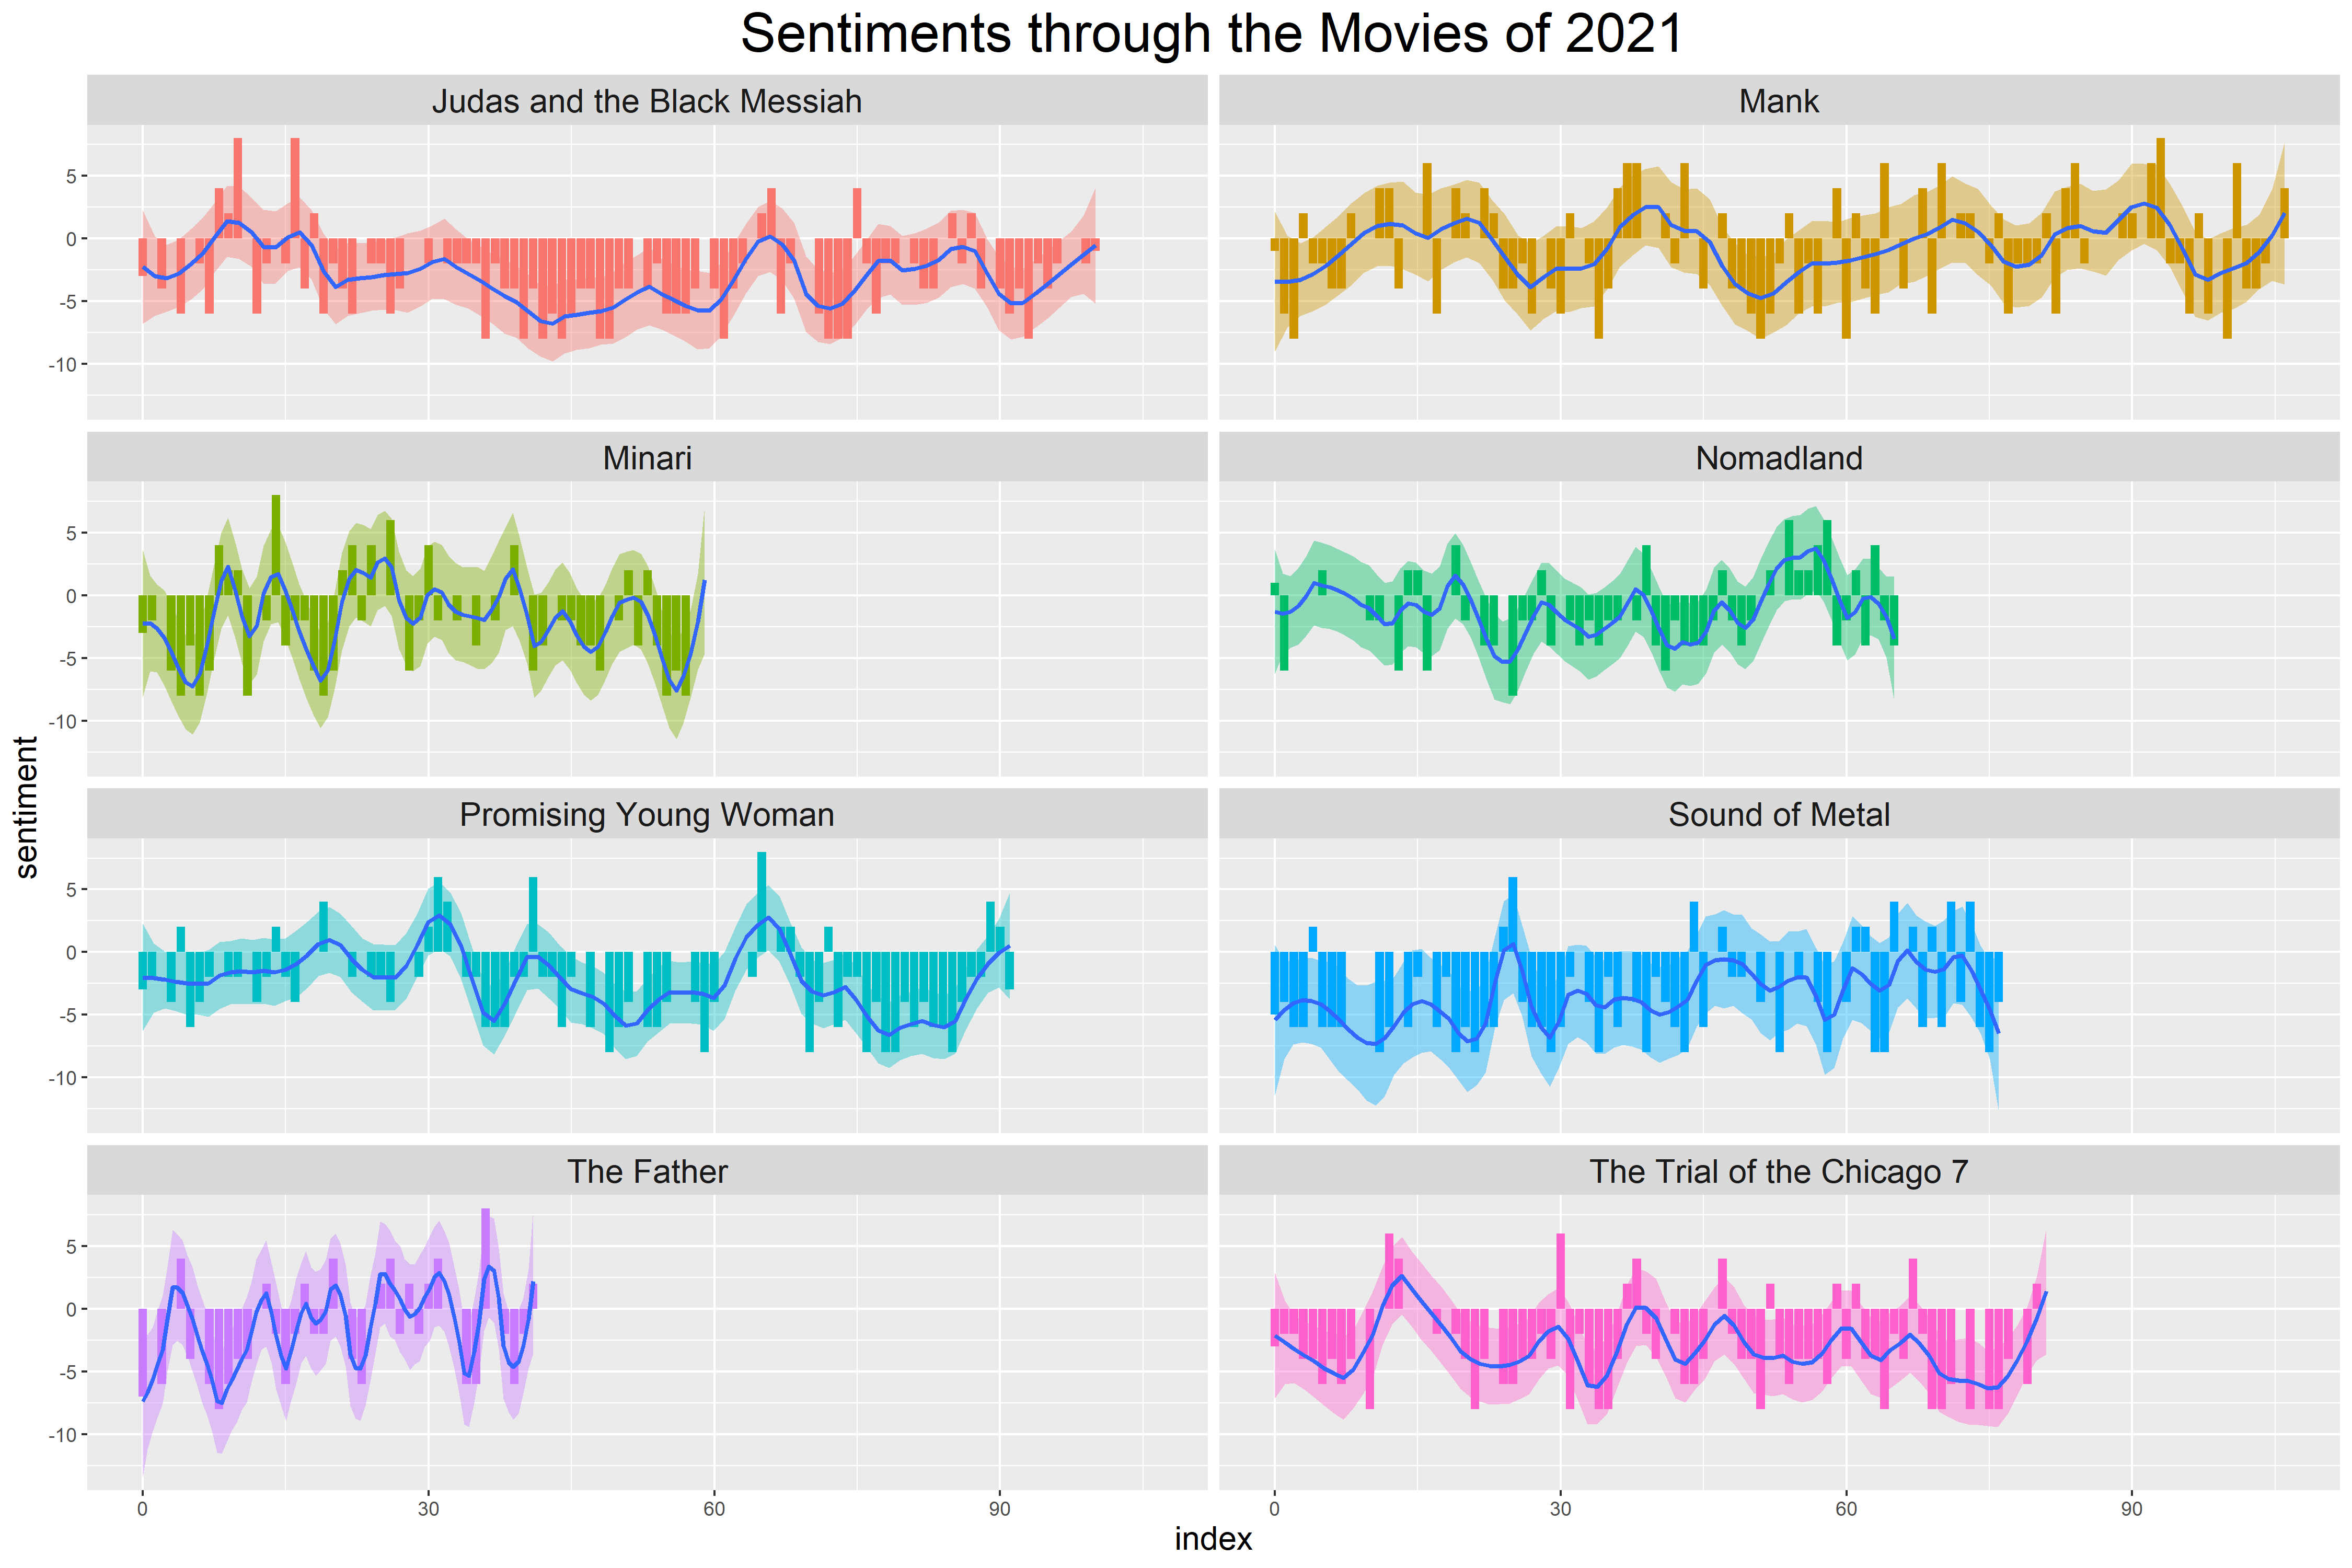 Sentiments through the Movies of 2021
Judas and the Black Messiah
Mank
5
0
-5
-10
Minari
Nomadland
5
0
-5
-10
Promising Young Woman
Sound of Metal
5
0
-5
-10
The Father
The Trial of the Chicago 7
5
0
-5
-10
sentiment
0 30 60 90 0 30 60 90
index